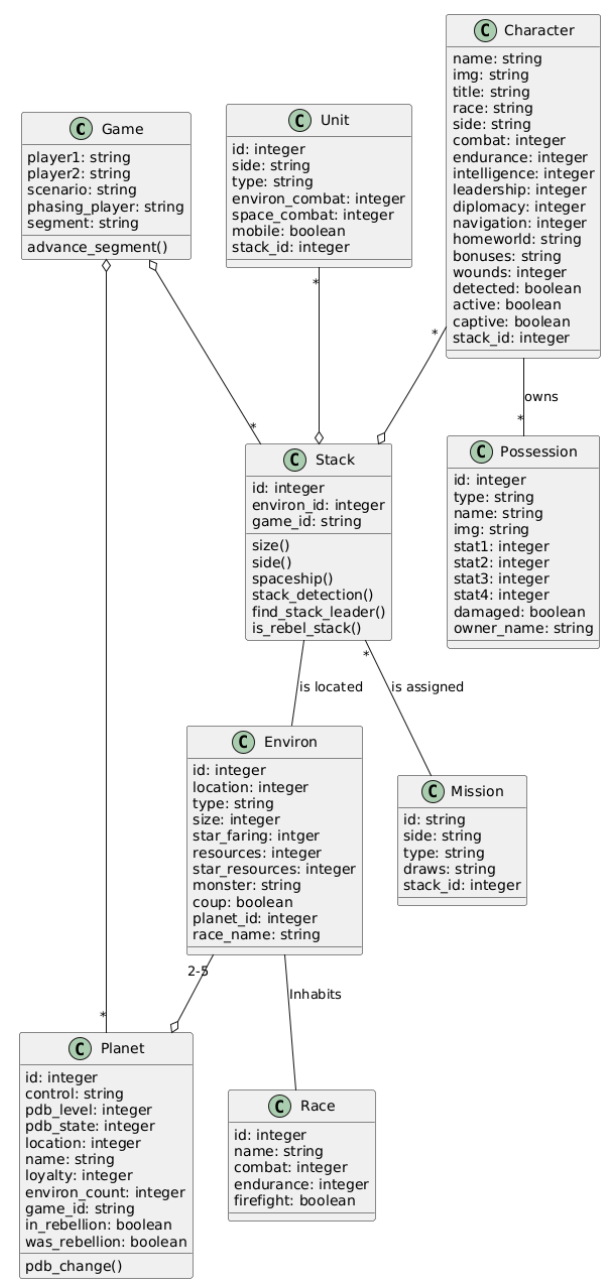 C Character
name: string
img: string
title: string
race: string
side: string
combat: integer
endurance: integer
intelligence: integer
leadership: integer
diplomacy: integer
navigation: integer
homeworld: string
bonuses: string
wounds: integer
detected: boolean
active: boolean
captive: boolean
stack_id: integer
C Game
player1: string
player2: string
scenario: string
phasing_player: string
segment: string
advance_segment()
C Unit
id: integer
side: string
type: string
environ_combat: integer
space_combat: integer
mobile: boolean
stack_id: integer
*
*
*
owns
*
C Stack
id: integer
environ_id: integer
game_id: string
size()
side()
spaceship()
stack_detection()
find_stack_leader()
is_rebel_stack()
C Possession
id: integer
type: string
name: string
img: string
stat1: integer
stat2: integer
stat3: integer
stat4: integer
damaged: boolean
owner_name: string
*
is located
is assigned
C Environ
id: integer
location: integer
type: string
size: integer
star_faring: intger
resources: integer
star_resources: integer
monster: string
coup: boolean
planet_id: integer
race_name: string
C Mission
id: string
side: string
type: string
draws: string
stack_id: integer
2-5
Inhabits
*
C Planet
id: integer
control: string
pdb_level: integer
pdb_state: integer
location: integer
name: string
loyalty: integer
environ_count: integer
game_id: string
in_rebellion: boolean
was_rebellion: boolean
pdb_change()
C Race
id: integer
name: string
combat: integer
endurance: integer
firefight: boolean